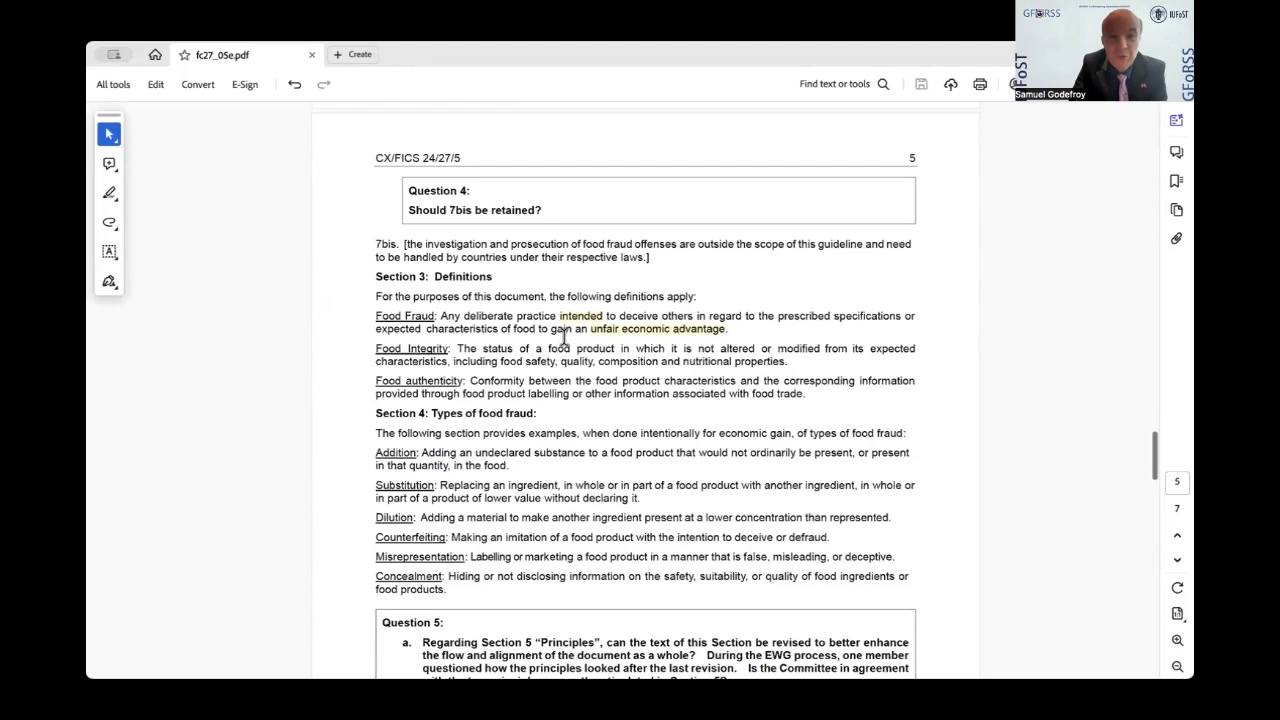 GFoRSS
IUFoST
fc27_05e.pdf
Create
All tools
Edit
Convert
E-Sign
Find text or tools
FoST
GFoRSS
Samuel Godefroy
CX/FICS 24/27/5 5
Question 4:
Should 7bis be retained?
7bis. [the investigation and prosecution of food fraud offenses are outside the scope of this guideline and need
to be handled by countries under their respective laws.]
Section 3: Definitions
For the purposes of this document, the following definitions apply:
Food Fraud: Any deliberate practice intended to deceive others in regard to the prescribed specifications or
expected characteristics of food to gain an unfair economic advantage.
Food Integrity: The status of a food product in which it is not altered or modified from its expected
characteristics, including food safety, quality, composition and nutritional properties.
Food authenticity: Conformity between the food product characteristics and the corresponding information
provided through food product labelling or other information associated with food trade.
Section 4: Types of food fraud:
The following section provides examples, when done intentionally for economic gain, of types of food fraud:
Addition: Adding an undeclared substance to a food product that would not ordinarily be present, or present
in that quantity, in the food.
Substitution: Replacing an ingredient, in whole or in part of a food product with another ingredient, in whole or
in part of a product of lower value without declaring it.
Dilution: Adding a material to make another ingredient present at a lower concentration than represented.
Counterfeiting: Making an imitation of a food product with the intention to deceive or defraud.
Misrepresentation: Labelling or marketing a food product in a manner that is false, misleading, or deceptive.
Concealment: Hiding or not disclosing information on the safety, suitability, or quality of food ingredients or
food products.
Question 5:
a. Regarding Section 5 “Principles”, can the text of this Section be revised to better enhance
the flow and alignment of the document as a whole? During the EWG process, one member
questioned how the principles looked after the last revision. Is the Committee in agreement
5
7